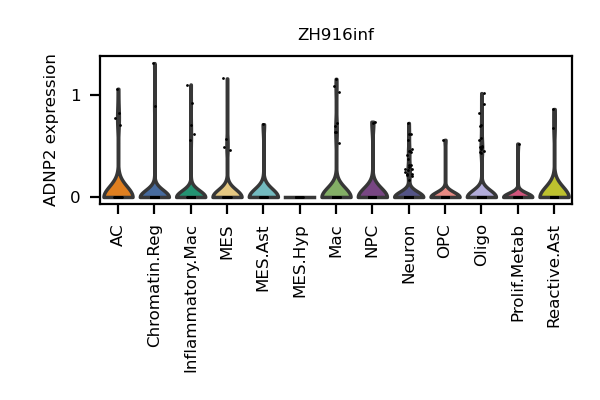 ZH916inf
ADNP2 expression
1
0
AC
Chromatin.Reg
Inflammatory.Mac
MES
MES.Ast
MES.Hyp
Mac
NPC
Neuron
OPC
Oligo
Prolif.Metab
Reactive.Ast